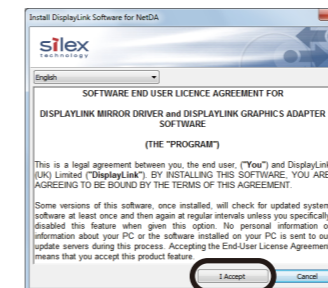 Install DisplayLink Software for NetDA
silex
technology
English
SOFTWARE END USER LICENCE AGREEMENT FOR
DISPLAYLINK MIRROR DRIVER and DISPLAYLINK GRAPHICS ADAPTER
SOFTWARE
(THE "PROGRAM")
This is a legal agreement between you, the end user, ("You") and DisplayLink
(UK) Limited ("DisplayLink"). BY INSTALLING THIS SOFTWARE, YOU ARE
AGREEING TO BE BOUND BY THE TERMS OF THIS AGREEMENT.
Some versions of this software, once installed, will check for updated system
software at least once and then again at regular intervals unless you specifically
disabled this feature when given this option. No personal information o
information about your PC or the software installed on your PC is sent to ou
update servers during this process. Accepting the End-User License Agreemen
means that you accept this product feature.
I Accept
Cancel